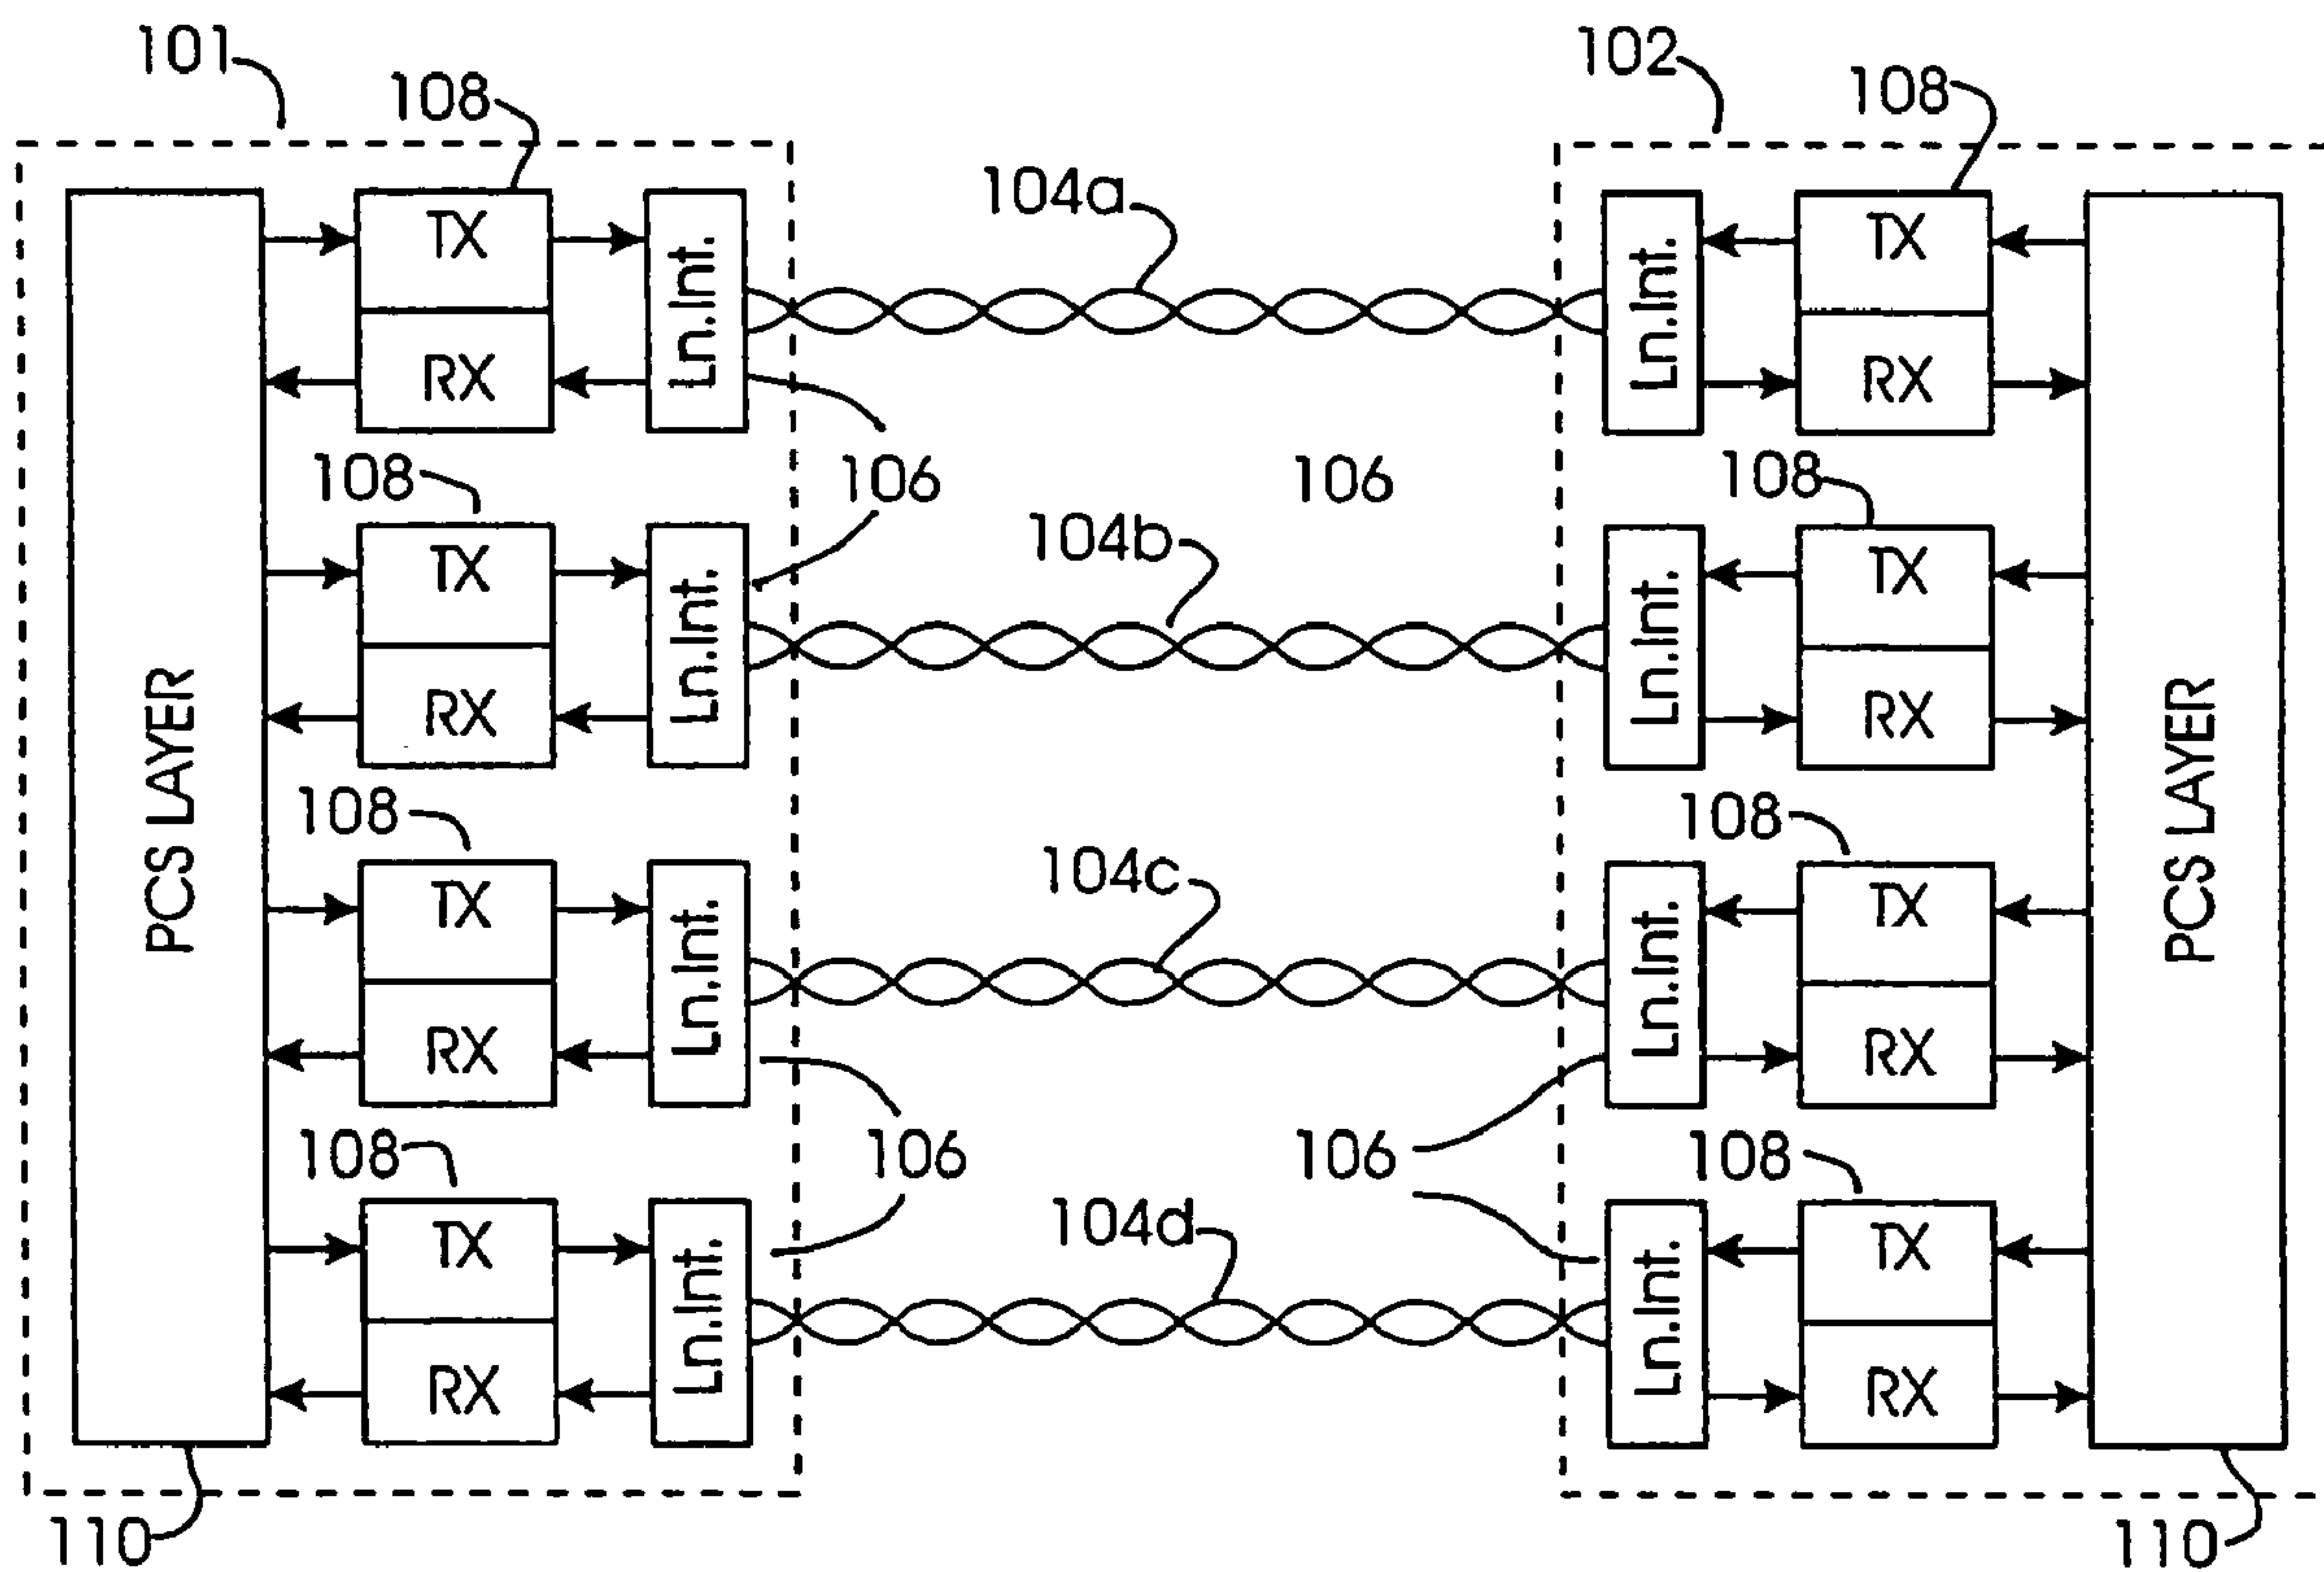 101
102
108
108
104a
TX
Ln.Int.
RX
Ln.Int.
TX
RX
108
106
106
108
104b
TX
Ln.Int.
RX
Ln.Int.
TX
RX
PCS LAYER
PCS LAYER
108
108
104c
TX
Ln.Int.
RX
Ln.Int.
TX
RX
108
106
106
108
104d
TX
Ln.Int.
RX
Ln.Int.
TX
RX
110
110